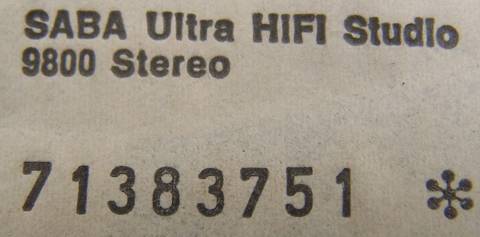 SABA Ultra HIFI Studio
9800 Stereo
71383751 *